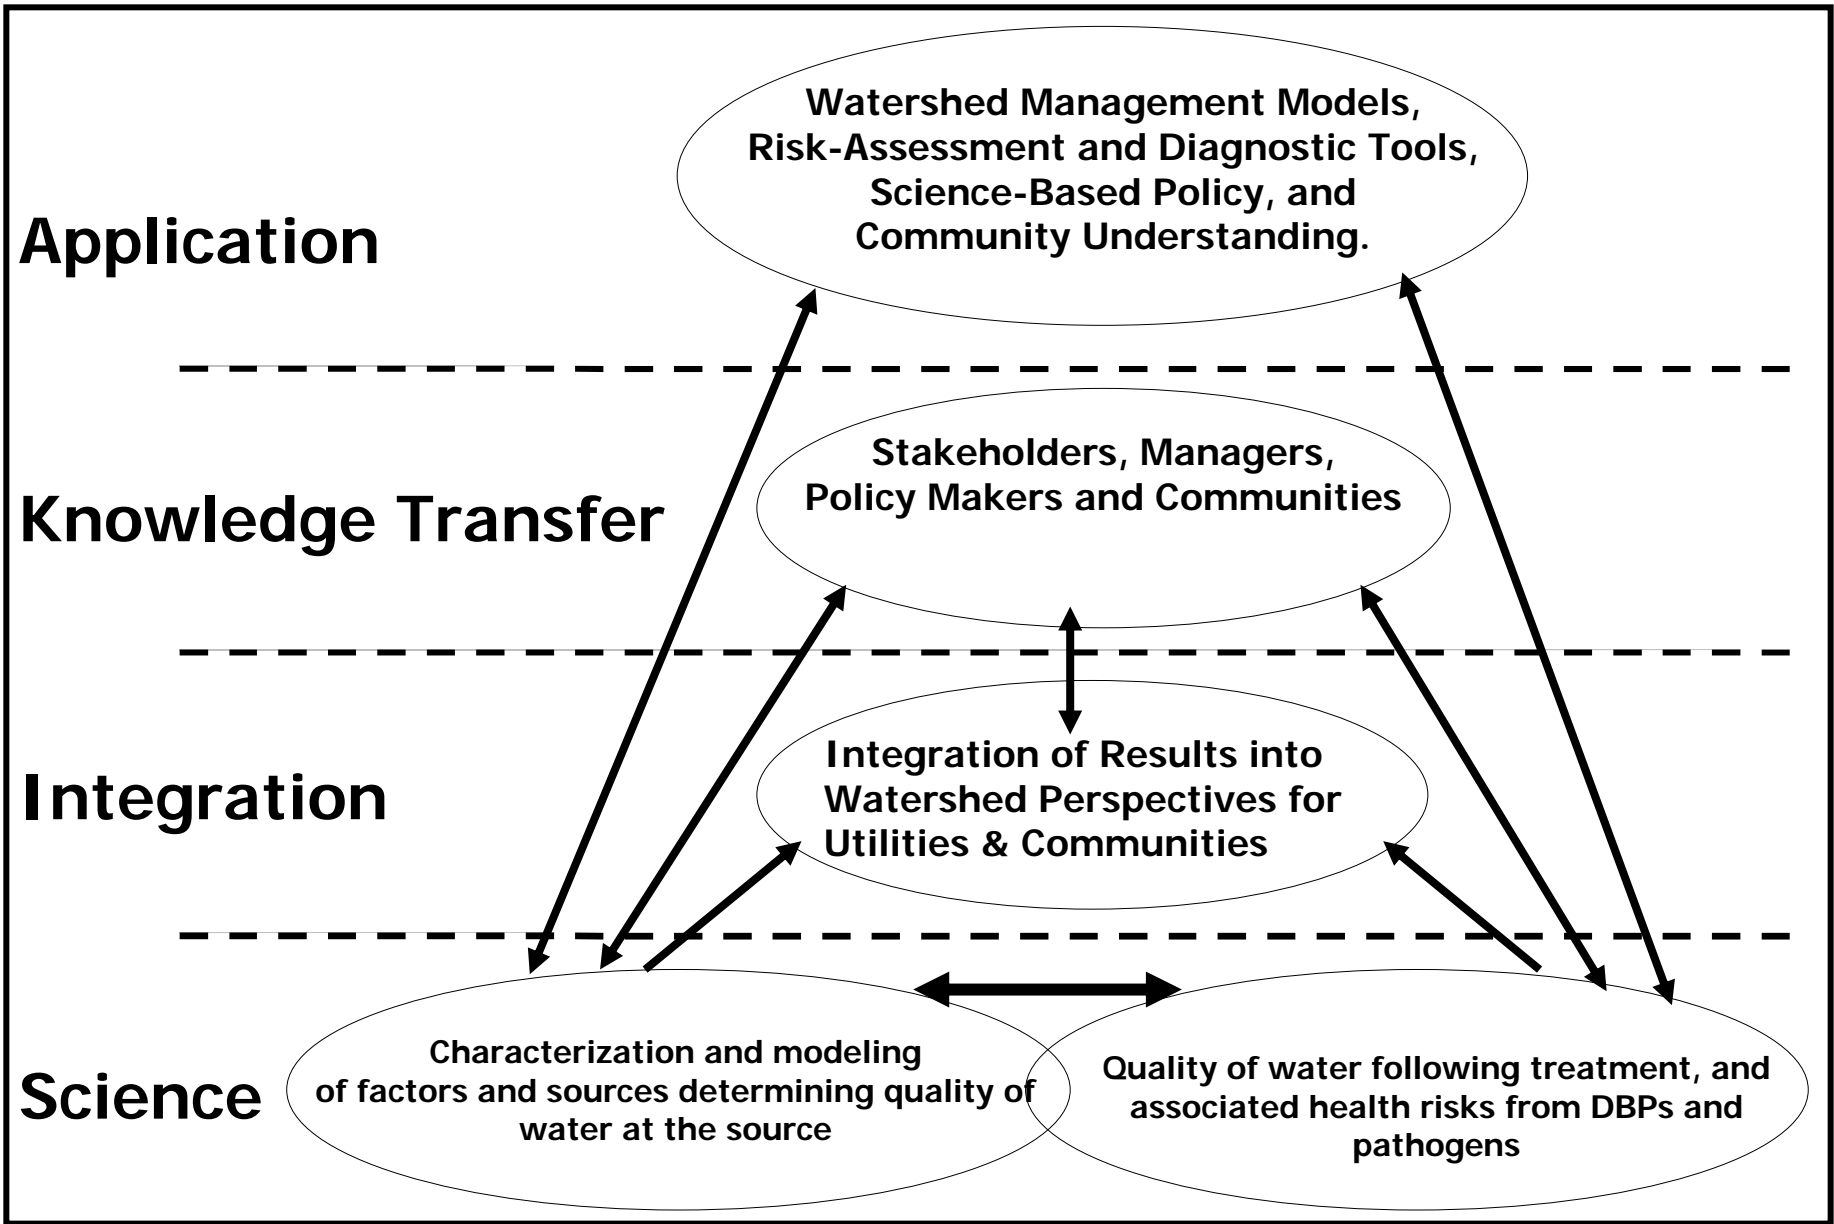 Watershed Management Models,
Risk-Assessment and Diagnostic Tools,
Science-Based Policy, and
Community Understanding.
Application
Stakeholders, Managers,
Policy Makers and Communities
Knowledge Transfer
Integration of Results into
Watershed Perspectives for
Utilities & Communities
Integration
Characterization and modeling
of factors and sources determining quality of
water at the source
Quality of water following treatment, and
associated health risks from DBPs and
pathogens
Science